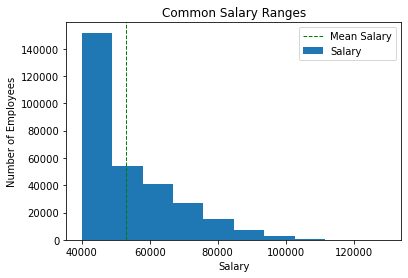 Common Salary Ranges
Mean Salary
Salary
Number of Employees
140000
120000
100000
80000
60000
40000
20000
0
40000 60000 80000 100000 120000
Salary